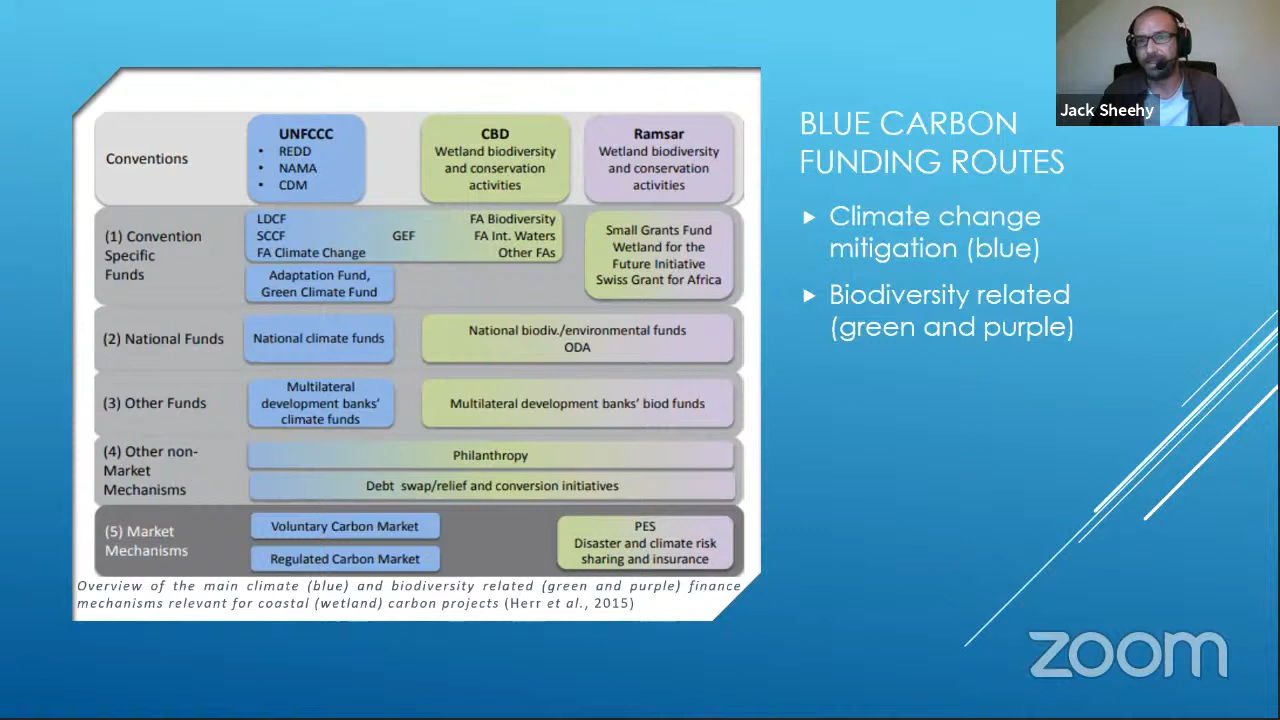 Jack Sheehy
BLUE CARBON
FUNDING ROUTES
Climate change
mitigation (blue)
Biodiversity related
(green and purple)
Conventions
UNFCCC
• REDD
• NAMA
• CDM
CBD
Wetland biodiversity
and conservation
activities
Ramsar
Wetland biodiversity
and conservation
activities
(1) Convention
Specific
Funds
LDCF
SCCF
FA Climate Change
GEF
FA Biodiversity
FA Int. Waters
Other FAs
Adaptation Fund,
Green Climate Fund
Small Grants Fund
Wetland for the
Future Initiative
Swiss Grant for Africa
(2) National Funds
National climate funds
National biodiv./environmental funds
ODA
(3) Other Funds
Multilateral
development banks'
climate funds
Multilateral development banks' biod funds
(4) Other non-
Market
Mechanisms
Philanthropy
Debt swap/relief and conversion initiatives
(5) Market
Mechanisms
Voluntary Carbon Market
Regulated Carbon Market
PES
Disaster and climate risk
sharing and insurance
Overview of the main climate (blue) and biodiversity related (green and purple) finance
mechanisms relevant for coastal (wetland) carbon projects (Herr et al., 2015)
zoom